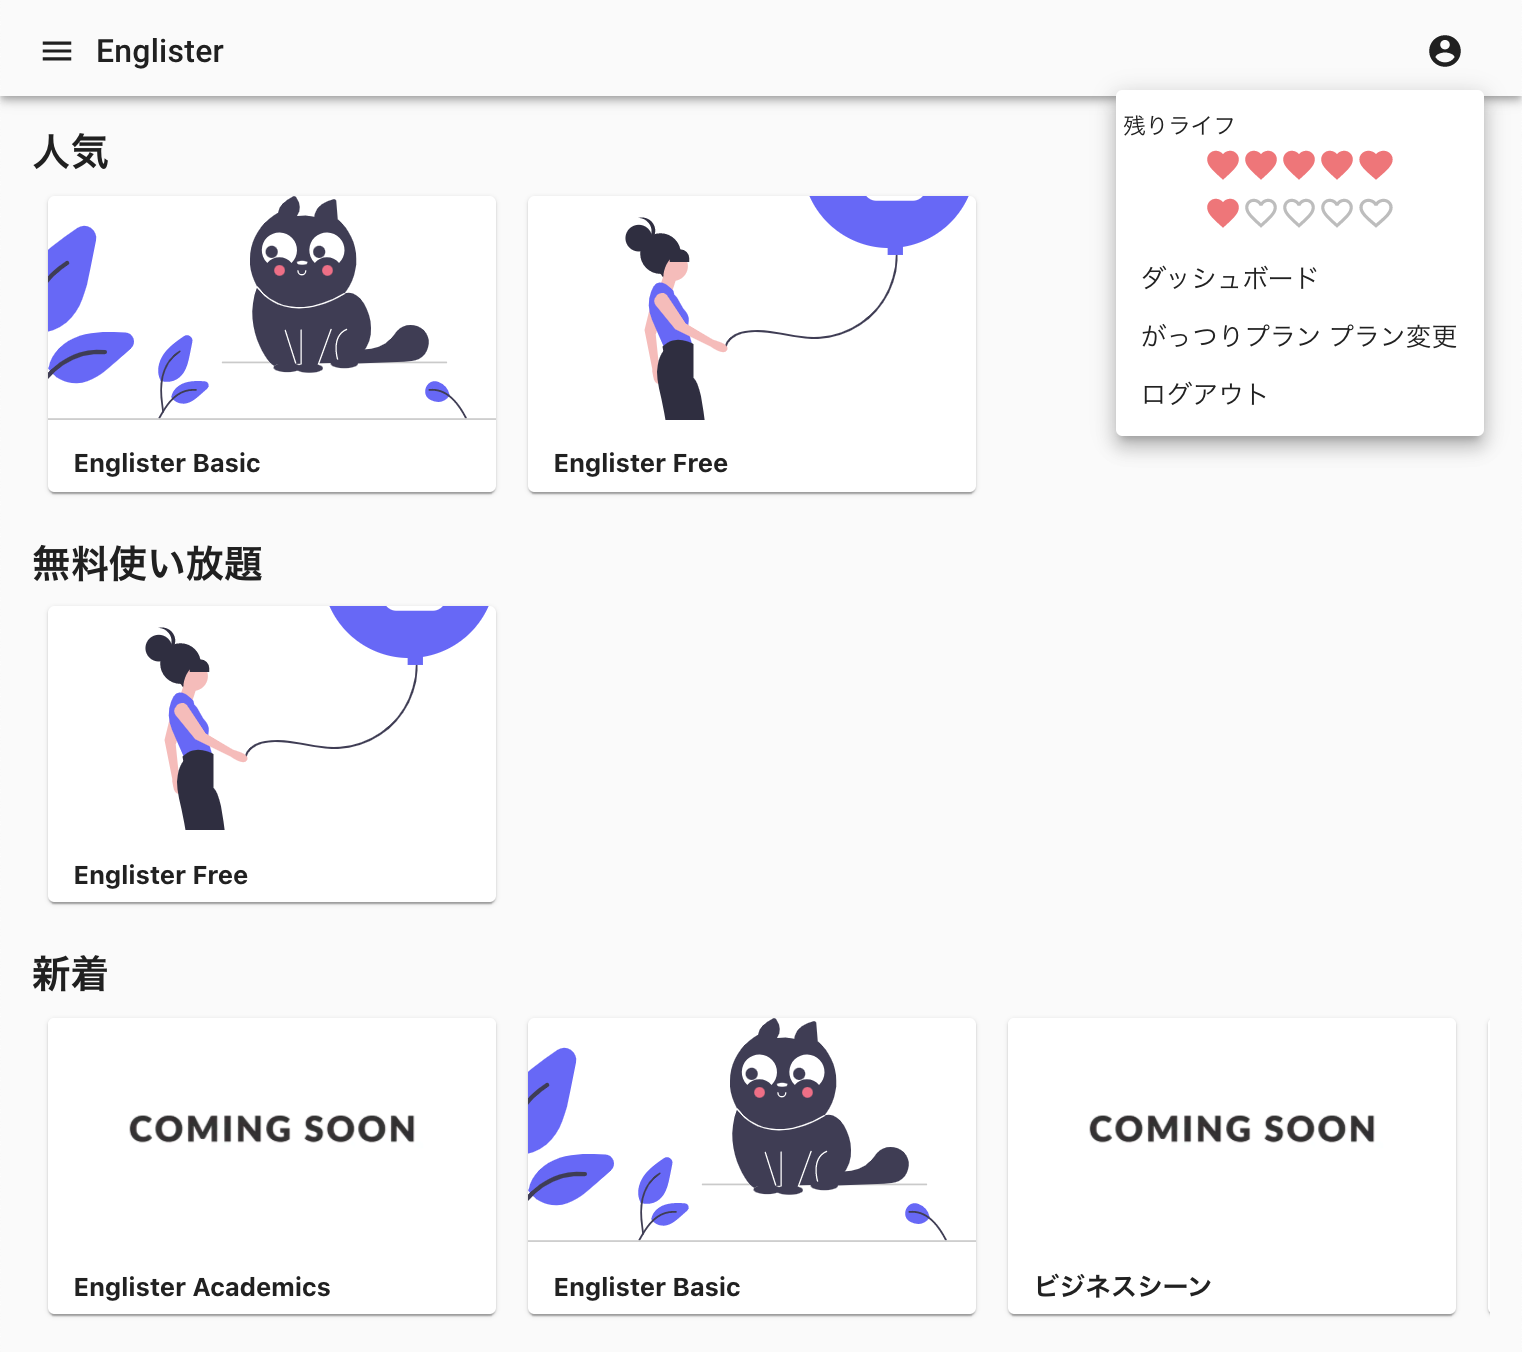 Englister
残りライフ
ダッシュボード
がっつりプラン プラン変更
ログアウト
人気
Englister Basic
Englister Free
無料使い放題
Englister Free
新着
COMING SOON
COMING SOON
Englister Academics
Englister Basic
ビジネスシーン